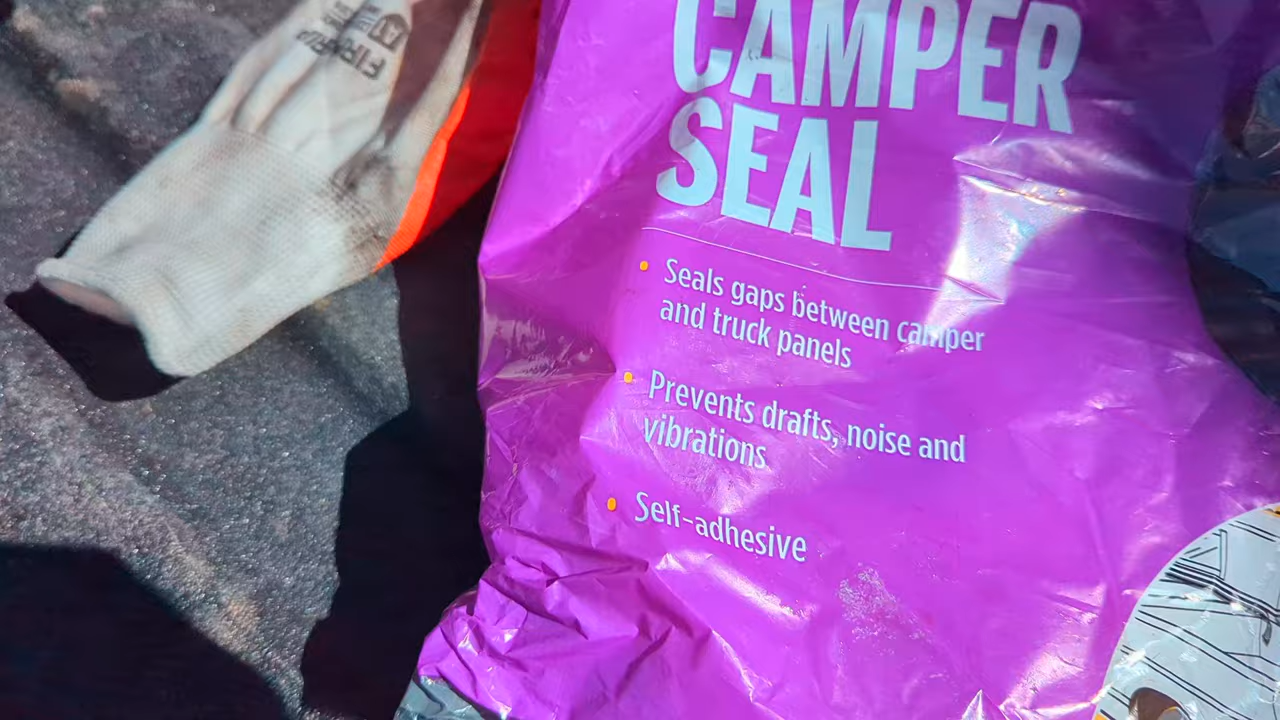 CAMPER
SEAL
• Seals gaps between camper
and truck panels
• Prevents drafts, noise and
vibrations
• Self-adhesive